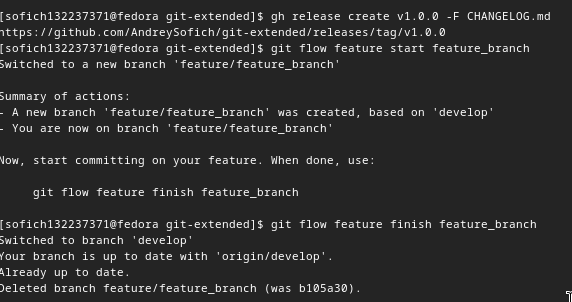 [sofich132237371@fedora git-extended]$ gh release create v1.0.0 -F CHANGELOG.md
https://github.com/AndreySofich/git-extended/releases/tag/v1.0.0
[sofich132237371@fedora git-extended]$ git flow feature start feature_branch
Switched to a new branch 'feature/feature_branch'

Summary of actions:
- A new branch 'feature/feature_branch' was created, based on 'develop'
- You are now on branch 'feature/feature_branch'

Now, start committing on your feature. When done, use:

     git flow feature finish feature_branch

[sofich132237371@fedora git-extended]$ git flow feature finish feature_branch
Switched to branch 'develop'
Your branch is up to date with 'origin/develop'.
Already up to date.
Deleted branch feature/feature_branch (was b105a30).